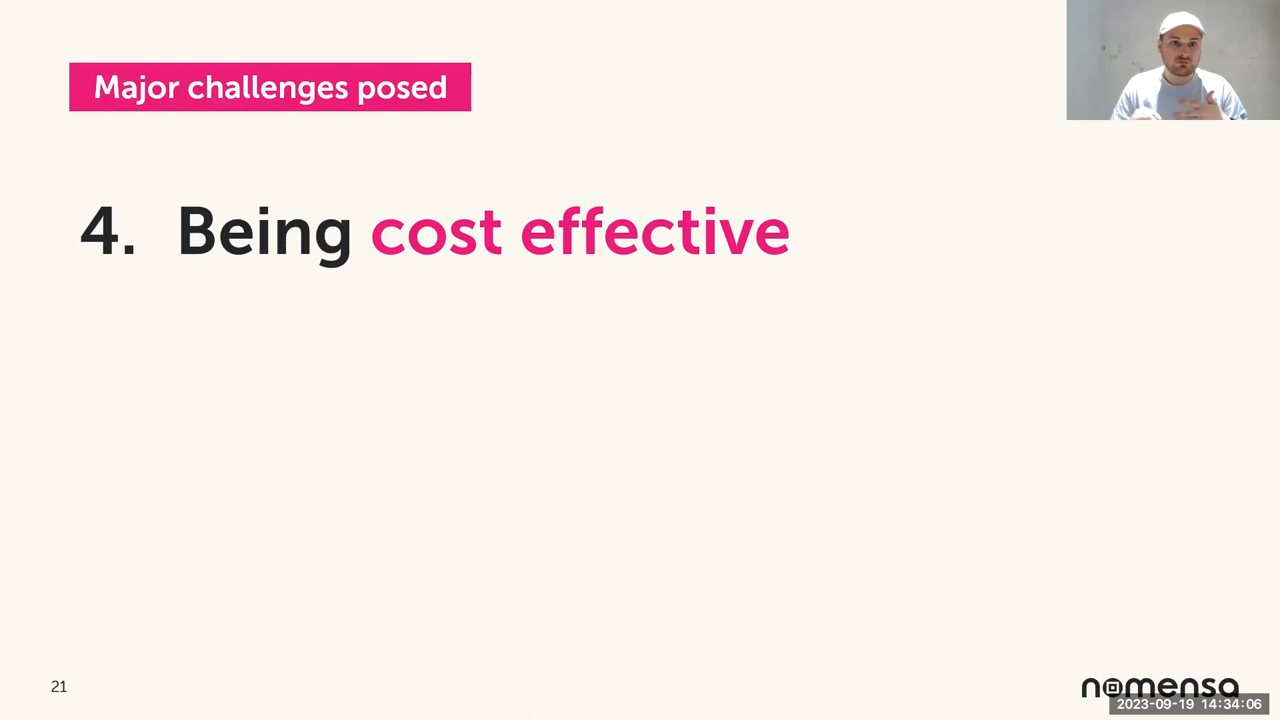 Major challenges posed
4. Being cost effective
21
nomensa
2023-09-19 14:34:06